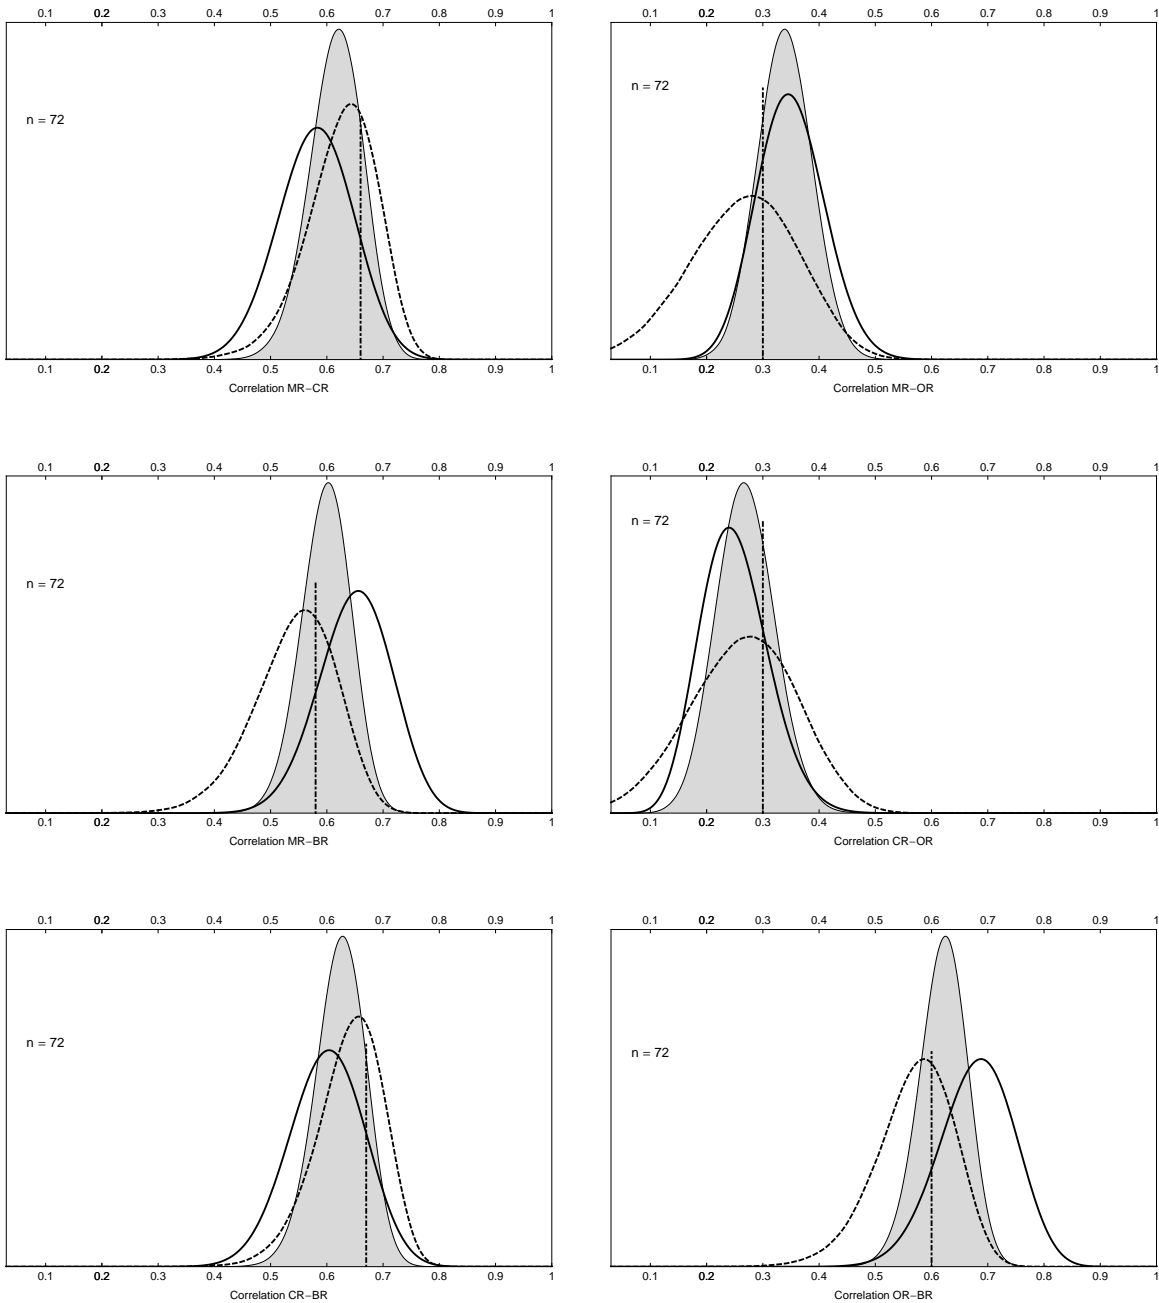 0.1 0.2 0.3 0.4 0.5 0.6 0.7 0.8 0.9 1
n = 72
0.1 0.2 0.3 0.4 0.5 0.6 0.7 0.8 0.9 1
Correlation MR−CR
0.1 0.2 0.3 0.4 0.5 0.6 0.7 0.8 0.9 1
n = 72
0.1 0.2 0.3 0.4 0.5 0.6 0.7 0.8 0.9 1
Correlation MR−OR
0.1 0.2 0.3 0.4 0.5 0.6 0.7 0.8 0.9 1
n = 72
0.1 0.2 0.3 0.4 0.5 0.6 0.7 0.8 0.9 1
Correlation MR−BR
0.1 0.2 0.3 0.4 0.5 0.6 0.7 0.8 0.9 1
n = 72
0.1 0.2 0.3 0.4 0.5 0.6 0.7 0.8 0.9 1
Correlation CR−OR
0.1 0.2 0.3 0.4 0.5 0.6 0.7 0.8 0.9 1
n = 72
0.1 0.2 0.3 0.4 0.5 0.6 0.7 0.8 0.9 1
Correlation CR−BR
0.1 0.2 0.3 0.4 0.5 0.6 0.7 0.8 0.9 1
n = 72
0.1 0.2 0.3 0.4 0.5 0.6 0.7 0.8 0.9 1
Correlation OR−BR